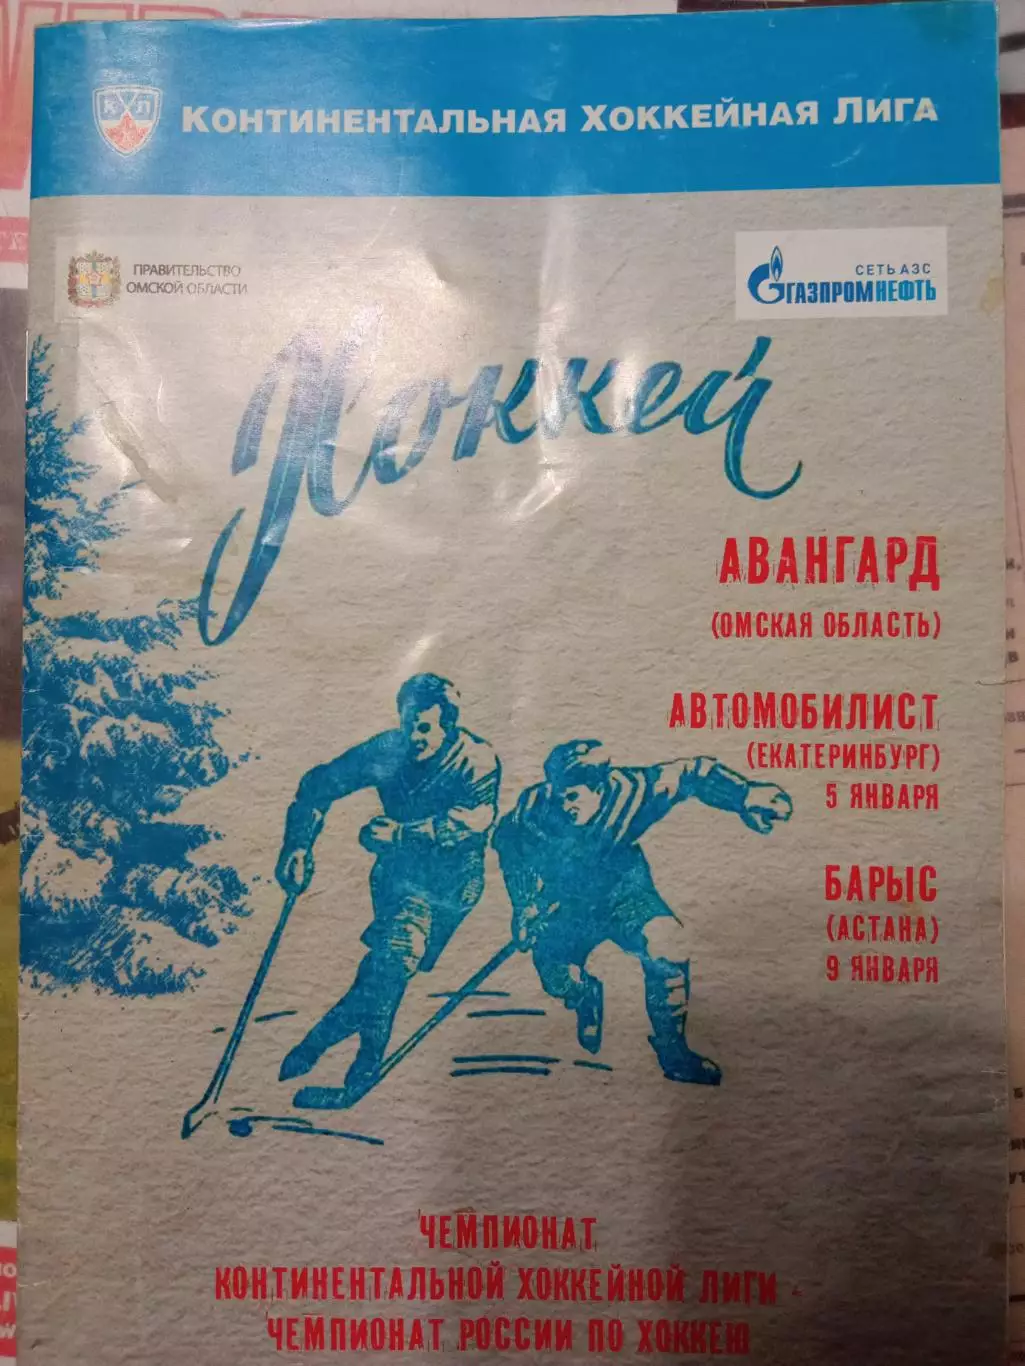 КХЛ
КОНТИНЕНТАЛЬНАЯ ХОККЕЙНАЯ ЛИГА
ПРАВИТЕЛЬСТВО
ОМСКОЙ ОБЛАСТИ
СЕТЬ АЗС
ГАЗПРОМНЕФТЬ
Хоккей
АВАНГАРД
(ОМСКАЯ ОБЛАСТЬ)
АВТОМОБИЛИСТ
(ЕКАТЕРИНБУРГ)
5 ЯНВАРЯ
БАРЫС
(АСТАНА)
9 ЯНВАРЯ
ЧЕМПИОНАТ
КОНТИНЕНТАЛЬНОЙ ХОККЕЙНОЙ ЛИГИ -
ЧЕМПИОНАТ РОССИИ ПО ХОККЕЮ